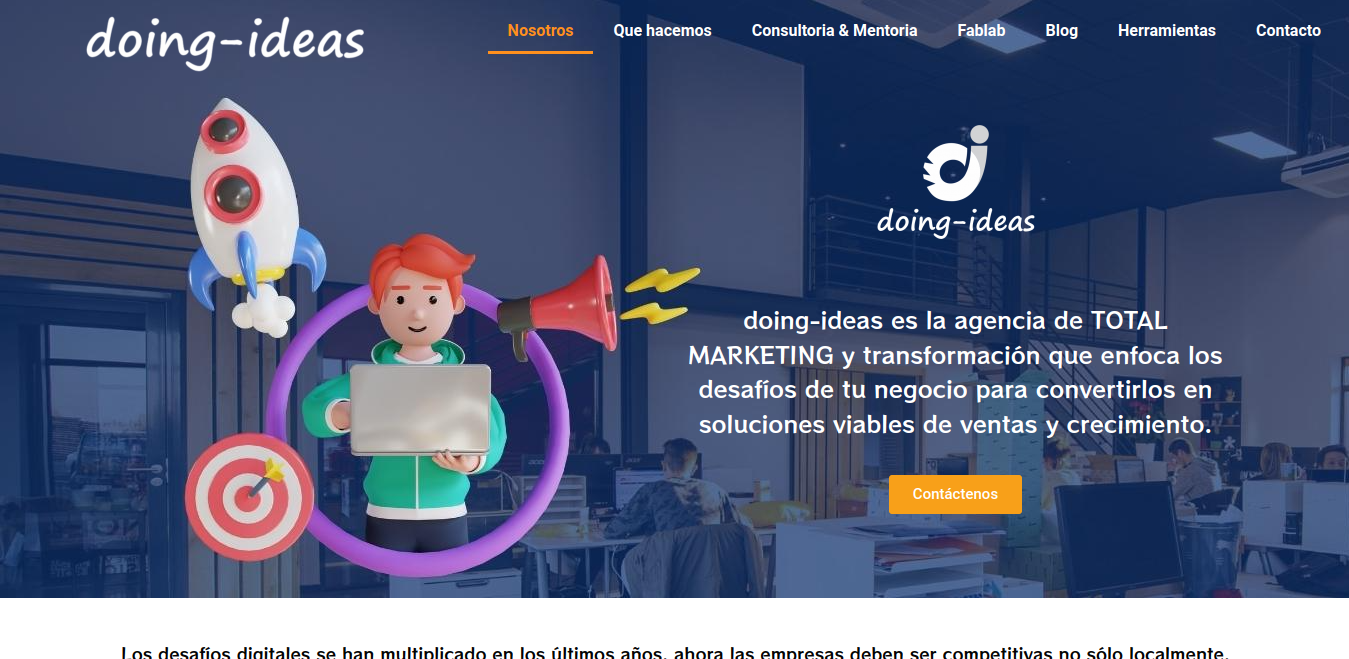 doing-ideas
Nosotros Que hacemos Consultoria & Mentoria Fablab Blog Herramientas Contacto
doing-ideas
doing-ideas es la agencia de TOTAL
MARKETING y transformación que enfoca los
desafíos de tu negocio para convertirlos en
soluciones viables de ventas y crecimiento.
Contáctenos
Los desafíos digitales se han multiplicado en los últimos años, ahora las empresas deben ser competitivas no sólo localmente,